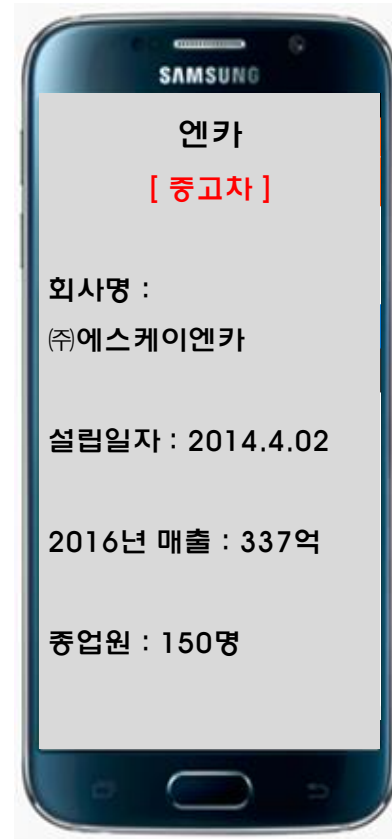 SAMSUNG
엔카
[ 중고차 ]
회사명 :
㈜에스케이엔카
설립일자 : 2014.4.02
2016년 매출 : 337억
종업원 : 150명